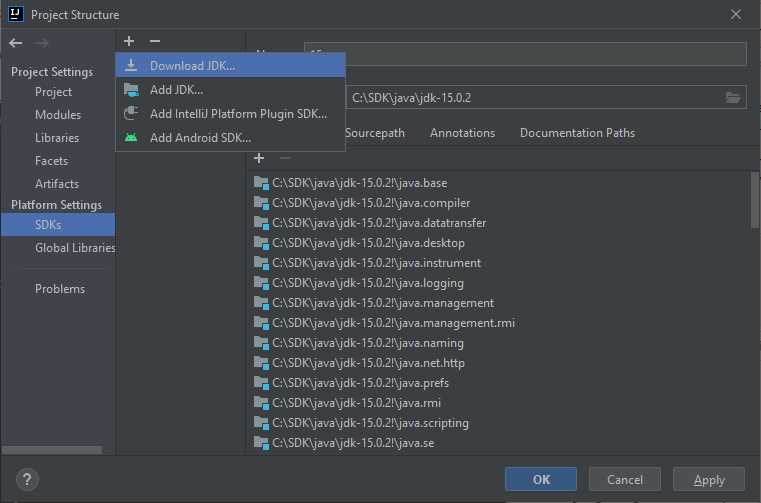 IJ
Project Structure
Project Settings
Project
Modules
Libraries
Facets
Artifacts
Platform Settings
SDKs
Global Libraries
Problems
Download JDK...
Add JDK...
Add IntelliJ Platform Plugin SDK...
Add Android SDK...
C:\SDK\java\jdk-15.0.2
Sourcepath Annotations Documentation Paths
C:\SDK\java\jdk-15.0.2!\java.base
C:\SDK\java\jdk-15.0.2!\java.compiler
C:\SDK\java\jdk-15.0.2!\java.datatransfer
C:\SDK\java\jdk-15.0.2!\java.desktop
C:\SDK\java\jdk-15.0.2!\java.instrument
C:\SDK\java\jdk-15.0.2!\java.logging
C:\SDK\java\jdk-15.0.2!\java.management
C:\SDK\java\jdk-15.0.2!\java.management.rmi
C:\SDK\java\jdk-15.0.2!\java.naming
C:\SDK\java\jdk-15.0.2!\java.net.http
C:\SDK\java\jdk-15.0.2!\java.prefs
C:\SDK\java\jdk-15.0.2!\java.rmi
C:\SDK\java\jdk-15.0.2!\java.scripting
C:\SDK\java\jdk-15.0.2!\java.se
? OK Cancel Apply